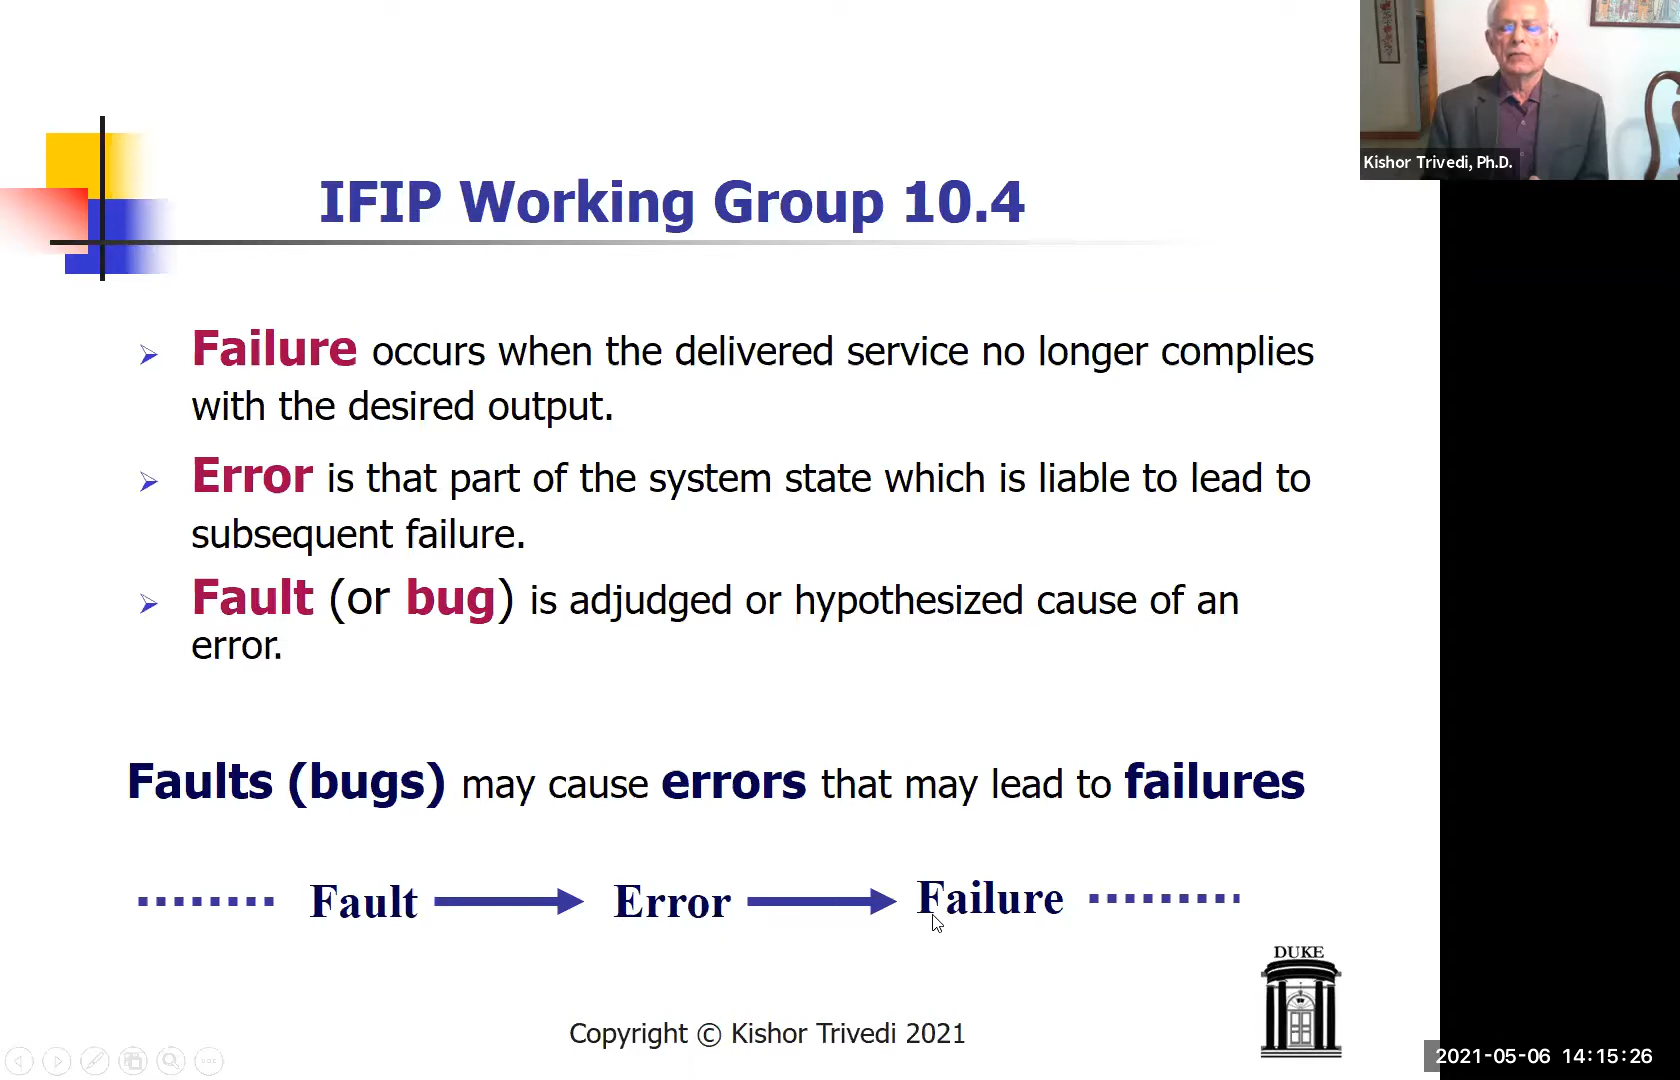 Kishor Trivedi, Ph.D.
IFIP Working Group 10.4
Failure occurs when the delivered service no longer complies
with the desired output.
Error is that part of the system state which is liable to lead to
subsequent failure.
Fault (or bug) is adjudged or hypothesized cause of an
error.
Faults (bugs) may cause errors that may lead to failures
Fault Error Failure
DUKE
Copyright © Kishor Trivedi 2021
2021-05-06 14:15:26